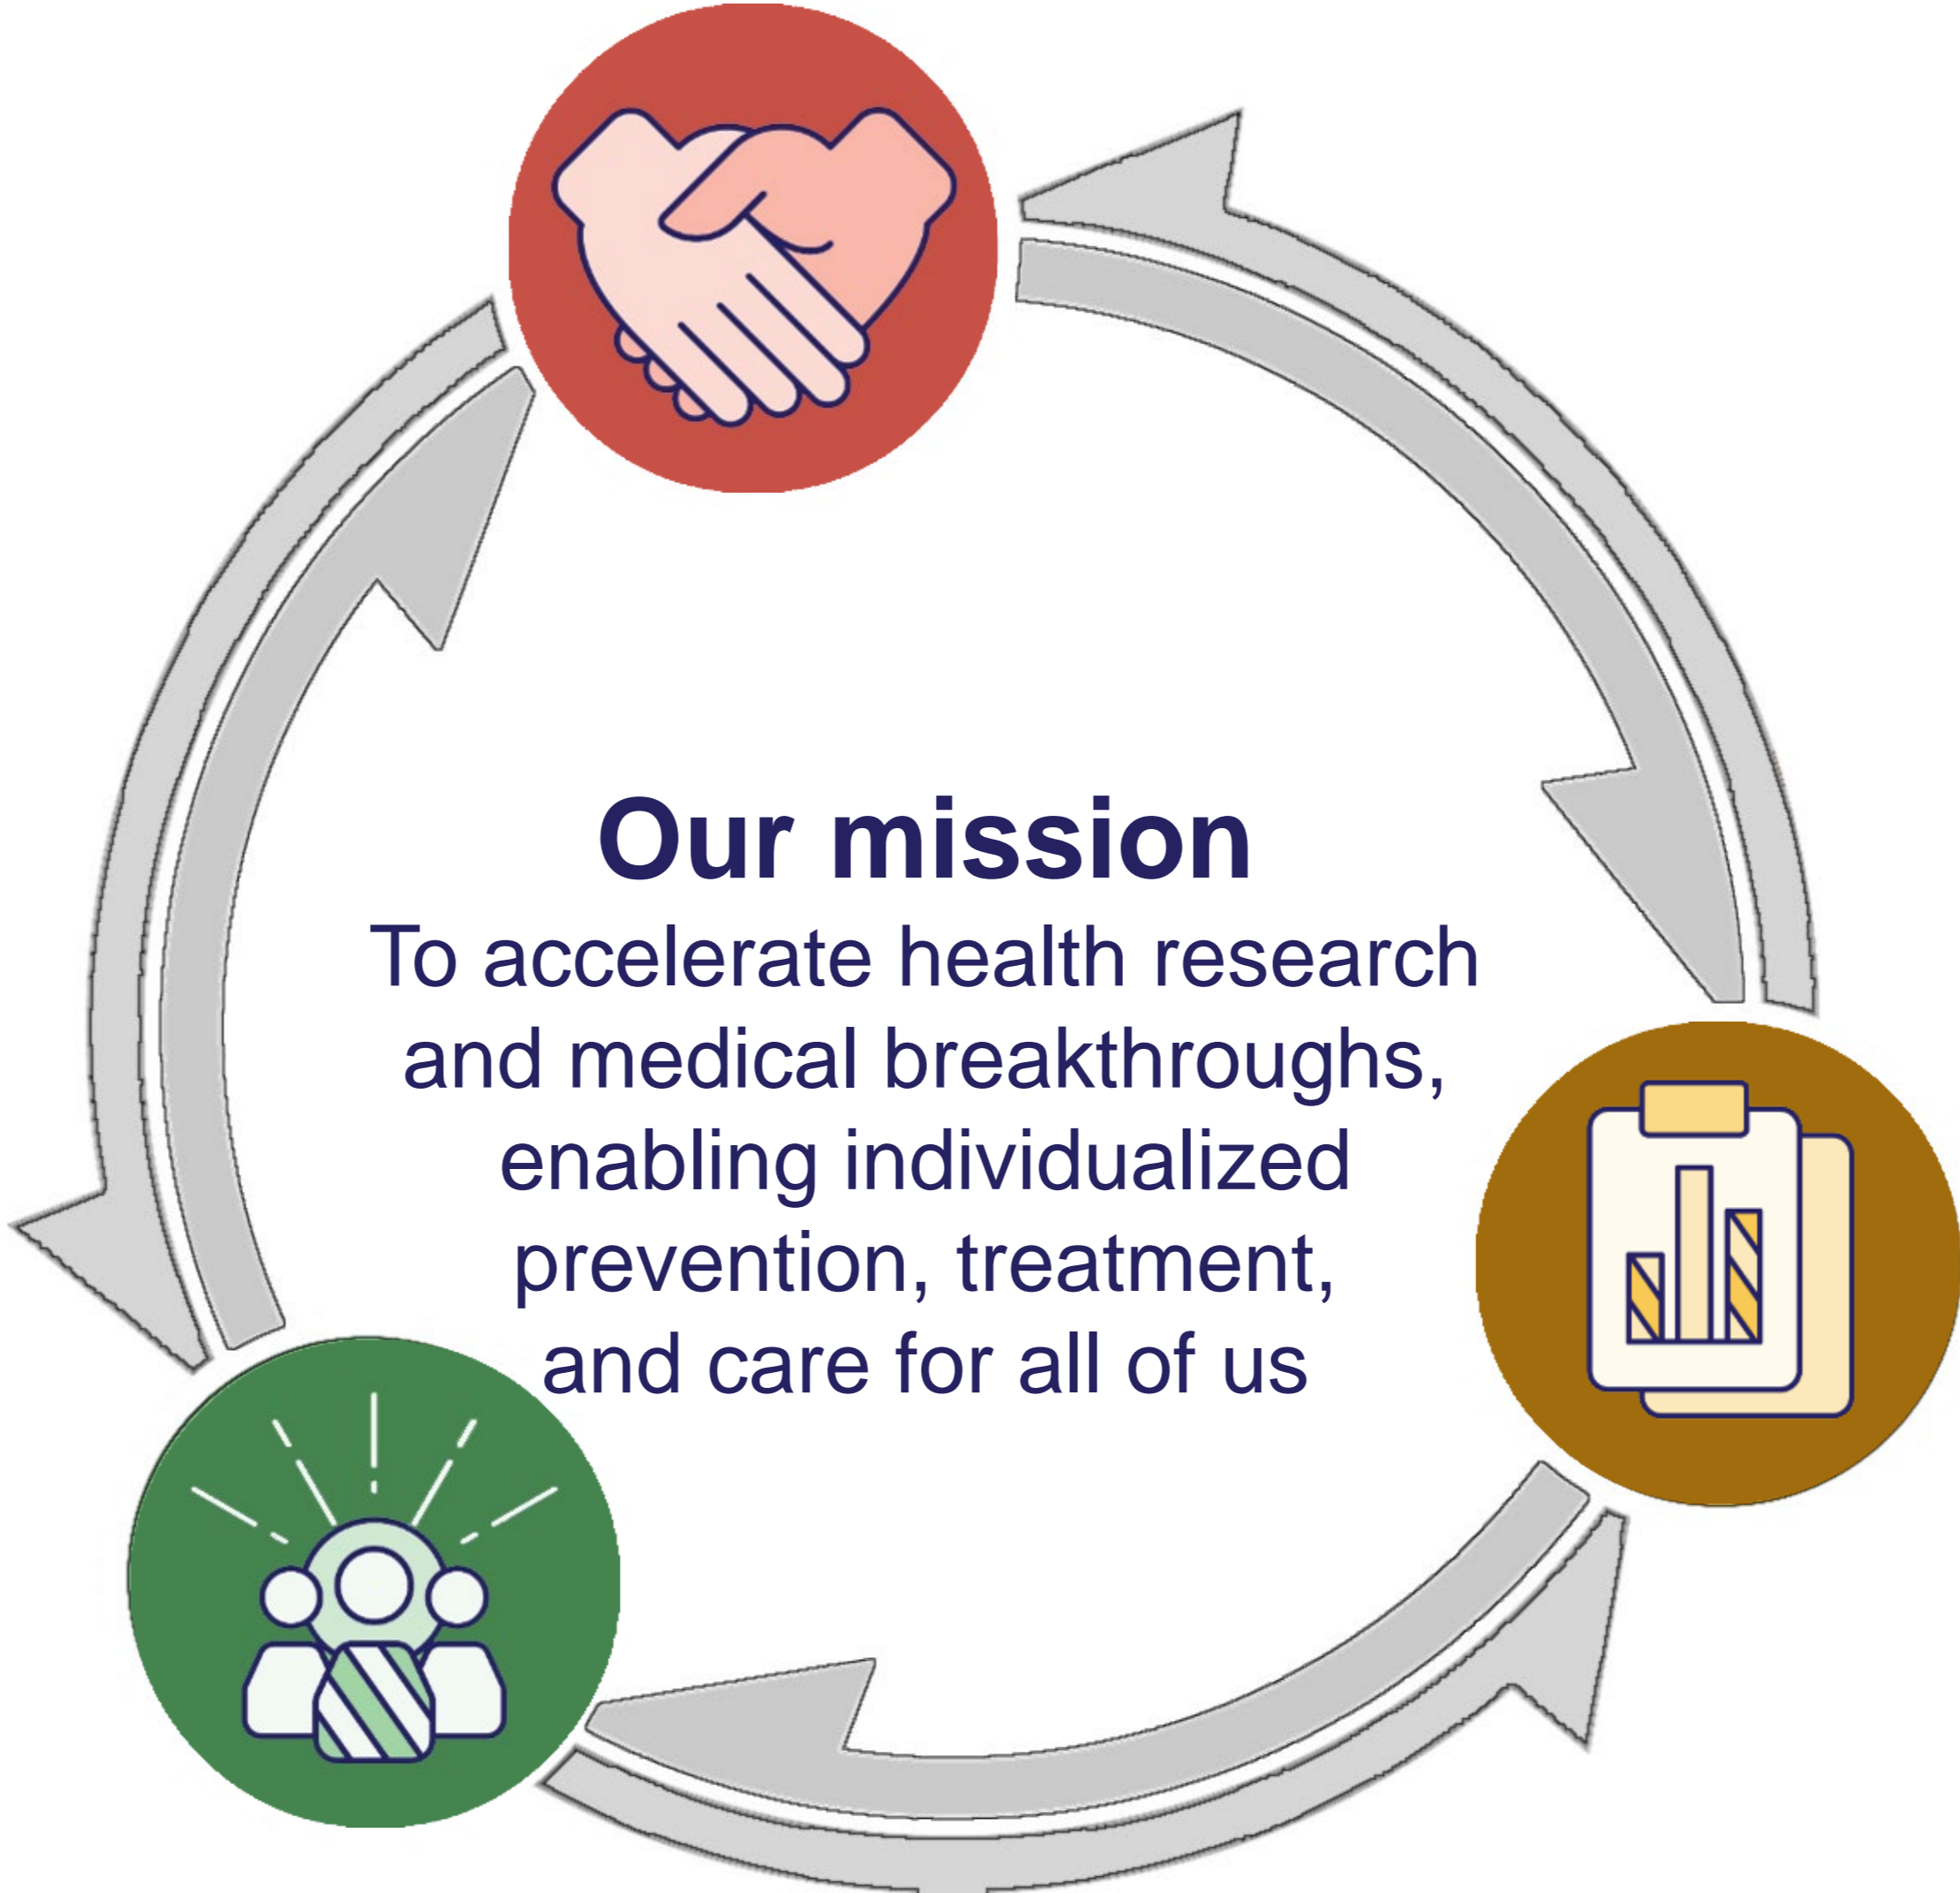 Our mission
To accelerate health research
and medical breakthroughs,
enabling individualized
prevention, treatment,
and care for all of us